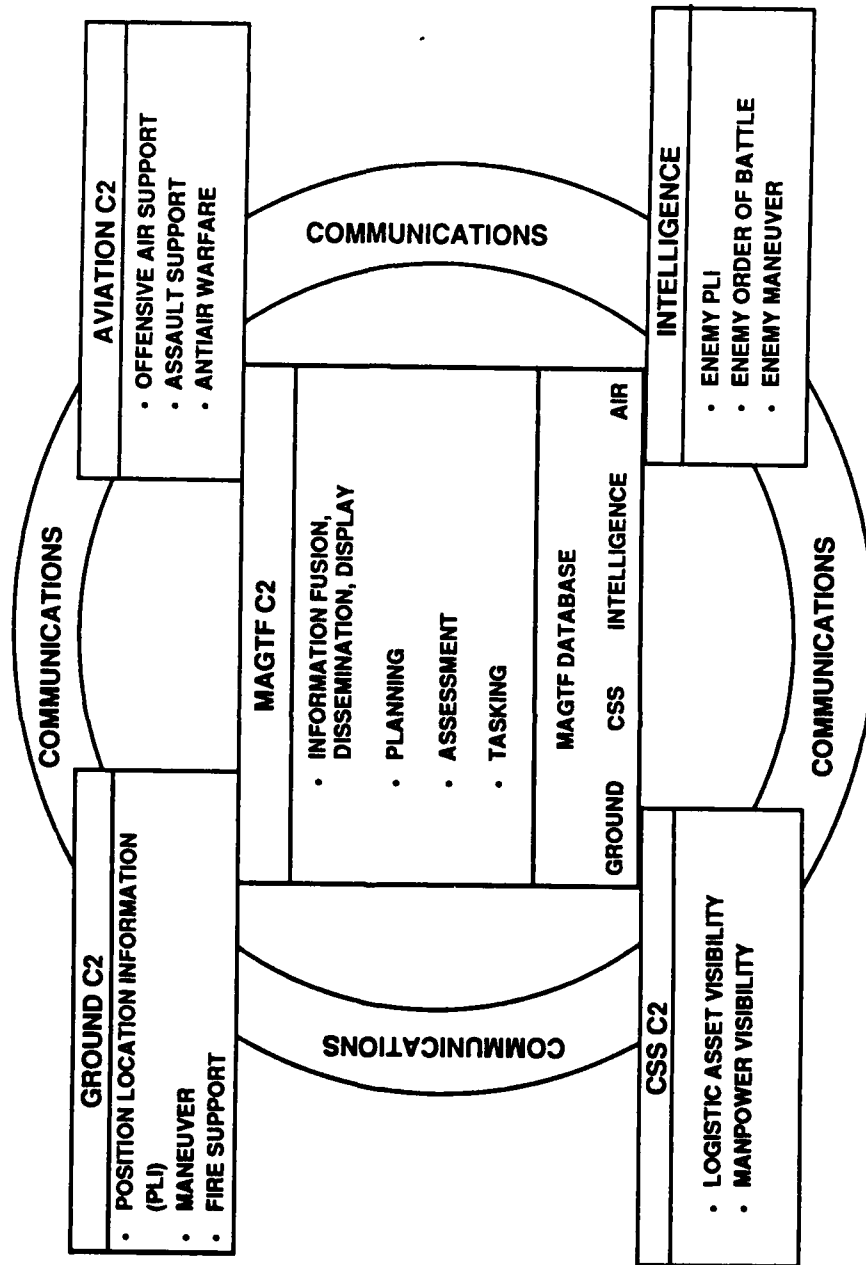 GROUND C2
• POSITION LOCATION INFORMATION
(PLI)
• MANEUVER
• FIRE SUPPORT
COMMUNICATIONS
AVIATION C2
• OFFENSIVE AIR SUPPORT
• ASSAULT SUPPORT
• ANTIAIR WARFARE
COMMUNICATIONS
MAGTF C2
• INFORMATION FUSION,
DISSEMINATION, DISPLAY
• PLANNING
• ASSESSMENT
• TASKING
MAGTF DATABASE
GROUND CSS INTELLIGENCE AIR
COMMUNICATIONS
CSS C2
• LOGISTIC ASSET VISIBILITY
• MANPOWER VISIBILITY
COMMUNICATIONS
INTELLIGENCE
• ENEMY PLI
• ENEMY ORDER OF BATTLE
• ENEMY MANEUVER